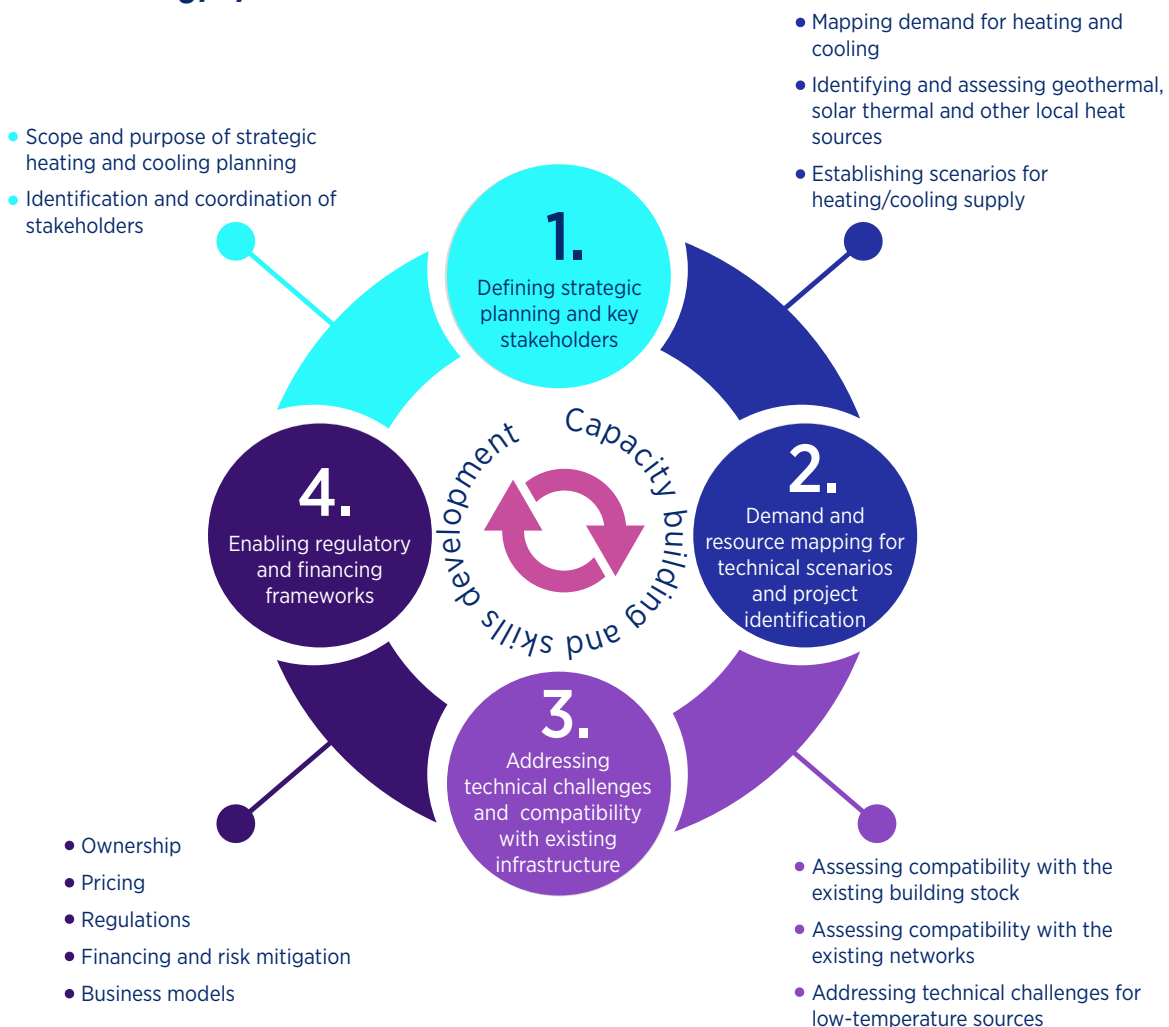 Mapping demand for heating and
cooling
Identifying and assessing geothermal,
solar thermal and other local heat
sources
Establishing scenarios for
heating/cooling supply
Scope and purpose of strategic
heating and cooling planning
Identification and coordination of
stakeholders
1.
Defining strategic
planning and key
stakeholders
2.
Demand and
resource mapping for
technical scenarios
and project
identification
3.
Addressing
technical challenges
and compatibility
with existing
infrastructure
4.
Enabling regulatory
and financing
frameworks
Capacity building and skills development
Ownership
Pricing
Regulations
Financing and risk mitigation
Business models
Assessing compatibility with the
existing building stock
Assessing compatibility with the
existing networks
Addressing technical challenges for
low-temperature sources